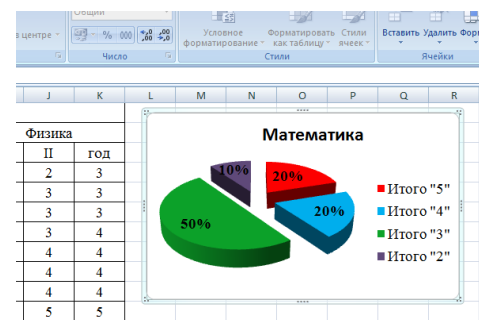 Общий
в центре
% 000
,0 ,00
,00 ,0
Условное форматирование
Форматировать как таблицу
Стили ячеек
Вставить Удалить
Число
Стили
Ячейки
J K L M N O P Q R
Физика
II год
2 3
3 3
3 3
3 4
4 4
4 4
4 4
5 5
Математика
10%
20%
20%
50%
Итого "5"
Итого "4"
Итого "3"
Итого "2"